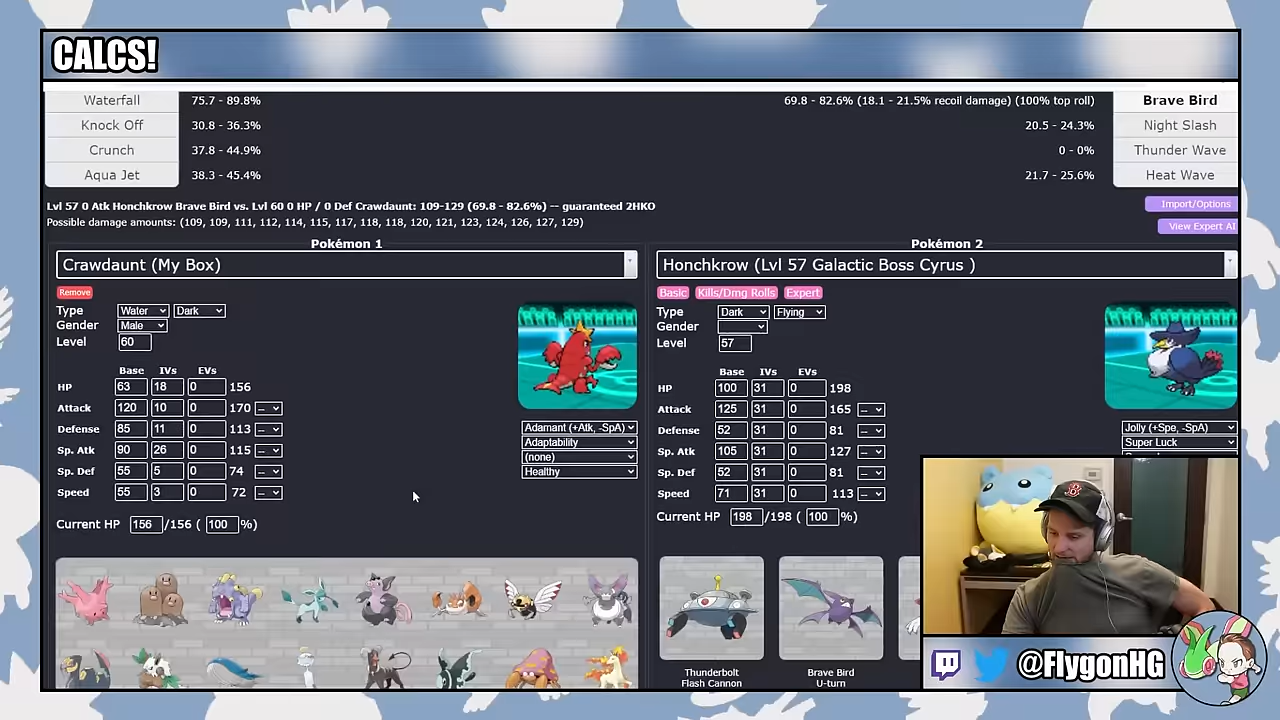 CALCS!
Waterfall 75.7 - 89.8% 69.8 - 82.6% (18.1 - 21.5% recoil damage) (100% top roll) Brave Bird
Knock Off 30.8 - 36.3% 20.5 - 24.3% Night Slash
Crunch 37.8 - 44.9% 0 - 0% Thunder Wave
Aqua Jet 38.3 - 45.4% 21.7 - 25.6% Heat Wave
Lvl 57 0 Atk Honchkrow Brave Bird vs. Lvl 60 0 HP / 0 Def Crawdaunt: 109-129 (69.8 - 82.6%) -- guaranteed 2HKO
Import/Options
Possible damage amounts: (109, 109, 111, 112, 114, 115, 117, 118, 118, 120, 121, 123, 124, 126, 127, 129)
View Expert AI
Pokémon 1
Crawdaunt (My Box)
Remove
Type Water Dark
Gender Male
Level 60
Base IVs EVs
HP 63 18 0 156
Attack 120 10 0 170 --
Defense 85 11 0 113 --
Sp. Atk 90 26 0 115 --
Sp. Def 55 5 0 74 --
Speed 55 3 0 72 --
Adamant (+Atk, -SpA)
Adaptability
(none)
Healthy
Current HP 156 /156 ( 100 %)
Pokémon 2
Honchkrow (Lvl 57 Galactic Boss Cyrus )
Basic Kills/Dmg Rolls Expert
Type Dark Flying
Gender
Level 57
Base IVs EVs
HP 100 31 0 198
Attack 125 31 0 165 --
Defense 52 31 0 81 --
Sp. Atk 105 31 0 127 --
Sp. Def 52 31 0 81 --
Speed 71 31 0 113 --
Jolly (+Spe, -SpA)
Super Luck
Current HP 198 /198 ( 100 %)
Thunderbolt
Flash Cannon
Brave Bird
U-turn
B
@FlygonHG